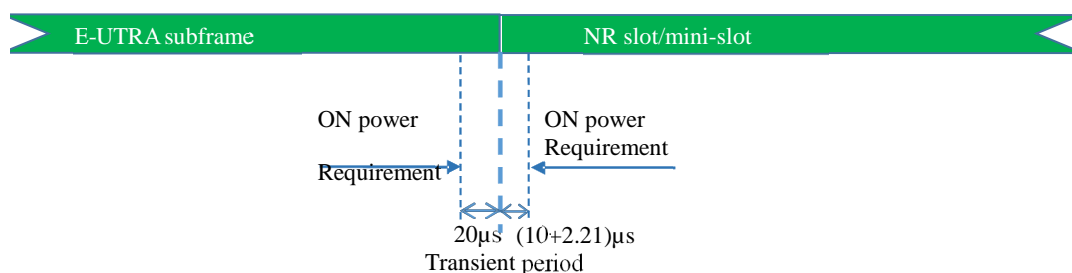 E-UTRA subframe
NR slot/mini-slot
ON power
Requirement
ON power
Requirement
20µs
(10+2.21)µs
Transient period